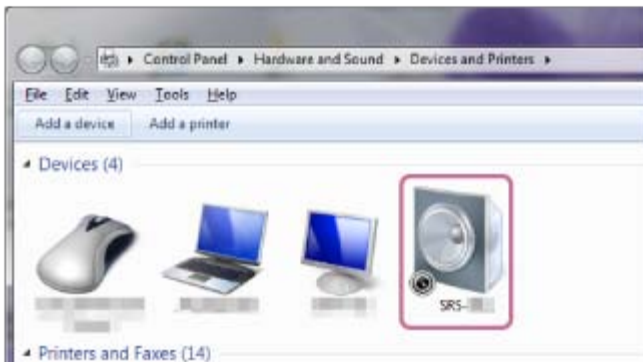 Control Panel ▸ Hardware and Sound ▸ Devices and Printers ▸
File Edit View Tools Help
Add a device Add a printer
Devices (4)
SRS-
Printers and Faxes (14)